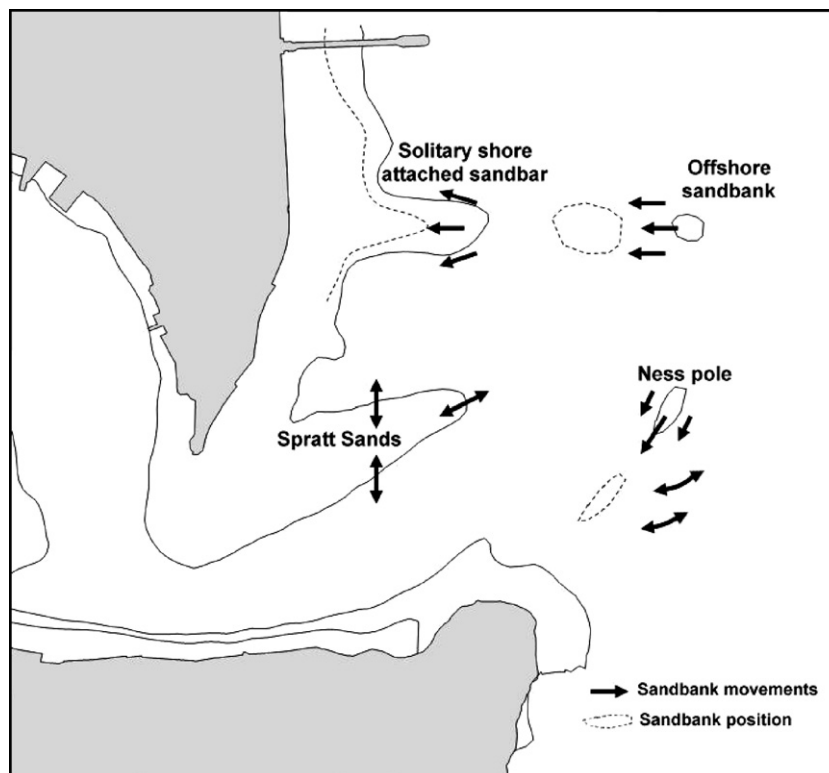 Solitary shore
attached sandbar
Offshore
sandbank
Ness pole
Spratt Sands
Sandbank movements
Sandbank position